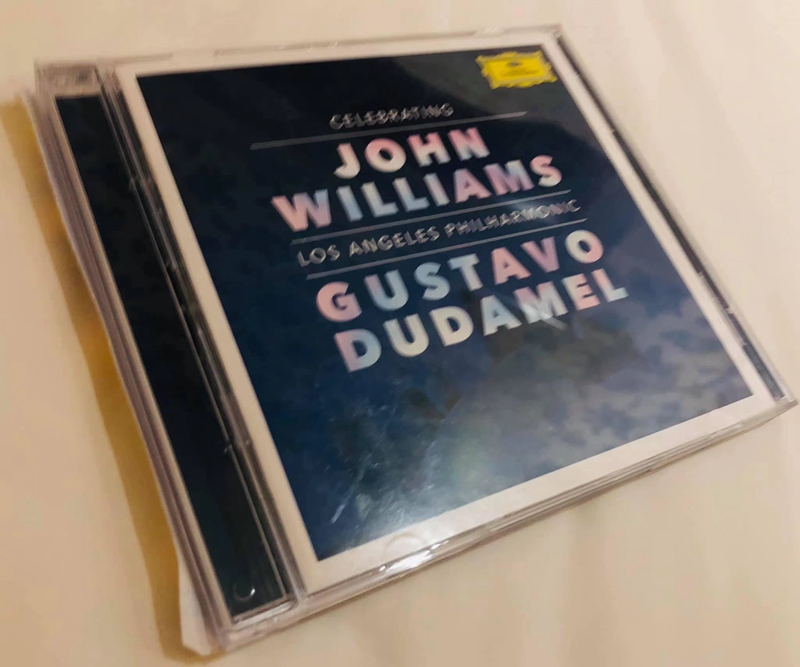 CELEBRATING
JOHN
WILLIAMS
LOS ANGELES PHILHARMONIC
GUSTAVO
DUDAMEL